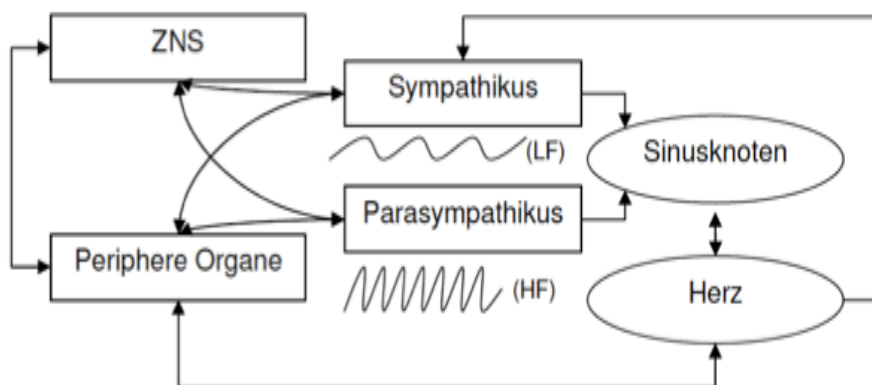 ZNS
Sympathikus
(LF)
Sinusknoten
Parasympathikus
Periphere Organe
(HF)
Herz